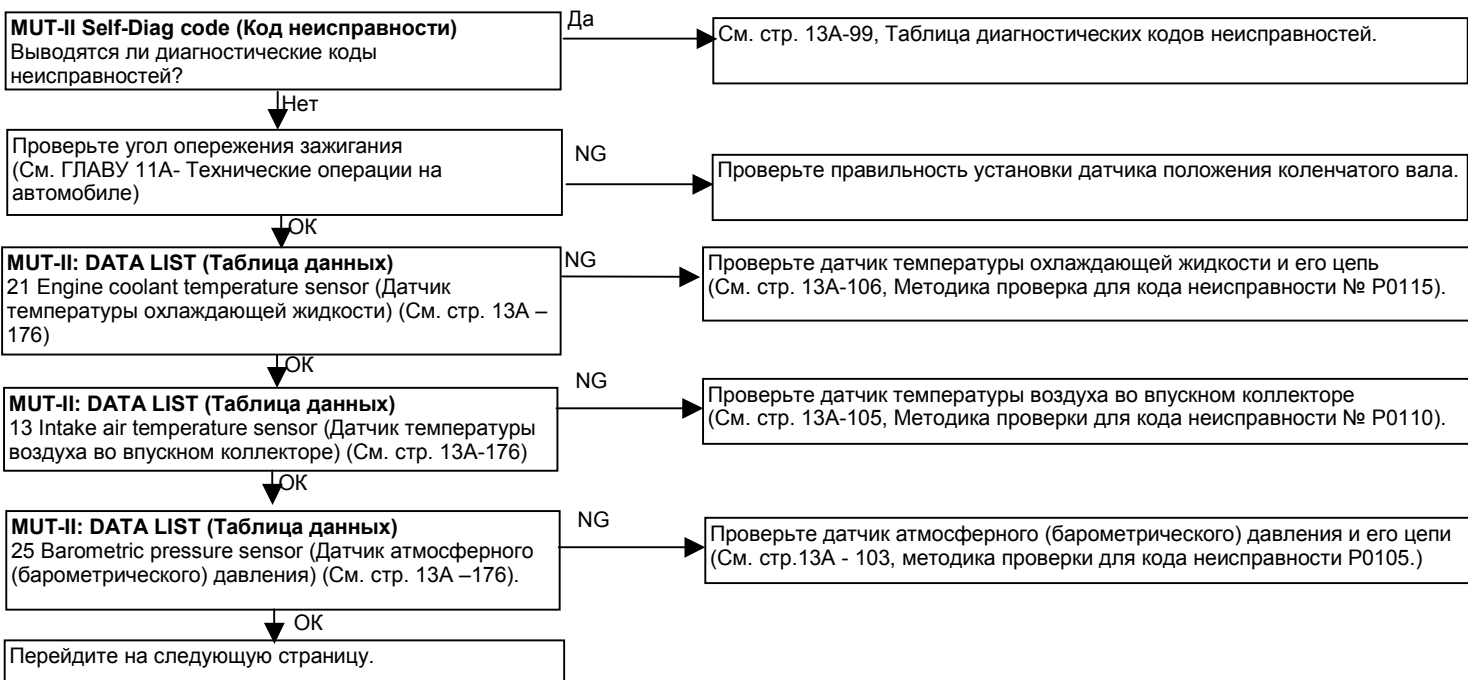 MUT-II Self-Diag code (Код неисправности)
Выводятся ли диагностические коды
неисправностей?
Да
См. стр. 13A-99, Таблица диагностических кодов неисправностей.
Нет
Проверьте угол опережения зажигания
(См. ГЛАВУ 11А- Технические операции на
автомобиле)
NG
Проверьте правильность установки датчика положения коленчатого вала.
OK
MUT-II: DATA LIST (Таблица данных)
21 Engine coolant temperature sensor (Датчик
температуры охлаждающей жидкости) (См. стр. 13A –
176)
NG
Проверьте датчик температуры охлаждающей жидкости и его цепь
(См. стр. 13A-106, Методика проверка для кода неисправности № P0115).
OK
MUT-II: DATA LIST (Таблица данных)
13 Intake air temperature sensor (Датчик температуры
воздуха во впускном коллекторе) (См. стр. 13A-176)
NG
Проверьте датчик температуры воздуха во впускном коллекторе
(См. стр. 13A-105, Методика проверки для кода неисправности № P0110).
OK
MUT-II: DATA LIST (Таблица данных)
25 Barometric pressure sensor (Датчик атмосферного
(барометрического) давления) (См. стр. 13A –176).
NG
Проверьте датчик атмосферного (барометрического) давления и его цепи
(См. стр.13A - 103, методика проверки для кода неисправности P0105.)
OK
Перейдите на следующую страницу.